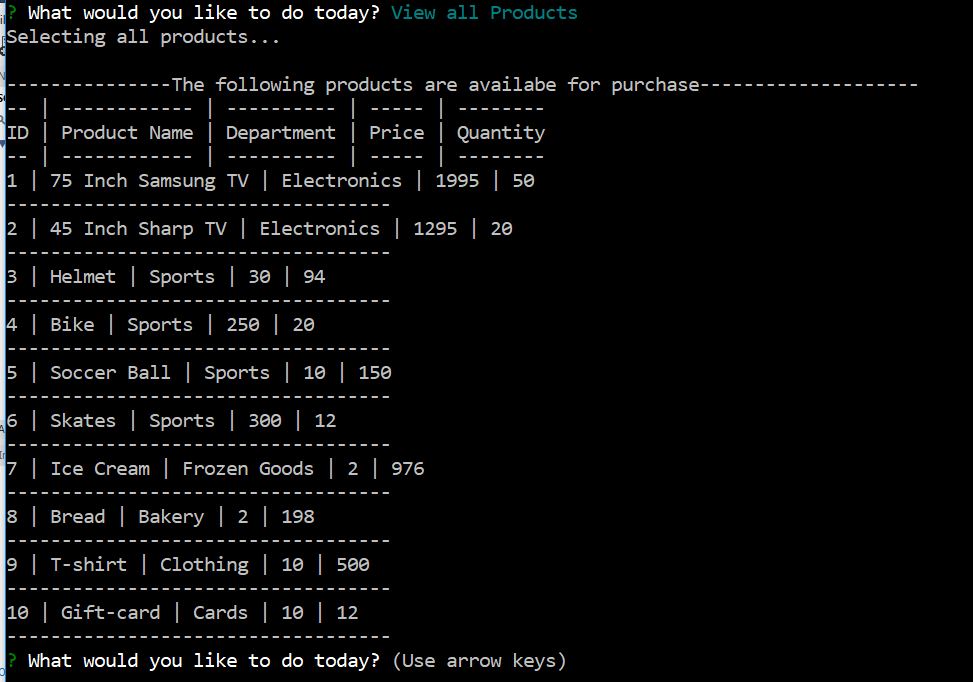 ? What would you like to do today? View all Products
Selecting all products...
---------------The following products are availabe for purchase--------------------
-- | ------------ | ---------- | ----- | --------
ID | Product Name | Department | Price | Quantity
-- | ------------ | ---------- | ----- | --------
1 | 75 Inch Samsung TV | Electronics | 1995 | 50
-----------------------------------
2 | 45 Inch Sharp TV | Electronics | 1295 | 20
-----------------------------------
3 | Helmet | Sports | 30 | 94
-----------------------------------
4 | Bike | Sports | 250 | 20
-----------------------------------
5 | Soccer Ball | Sports | 10 | 150
-----------------------------------
6 | Skates | Sports | 300 | 12
-----------------------------------
7 | Ice Cream | Frozen Goods | 2 | 976
-----------------------------------
8 | Bread | Bakery | 2 | 198
-----------------------------------
9 | T-shirt | Clothing | 10 | 500
-----------------------------------
10 | Gift-card | Cards | 10 | 12
-----------------------------------
? What would you like to do today? (Use arrow keys)